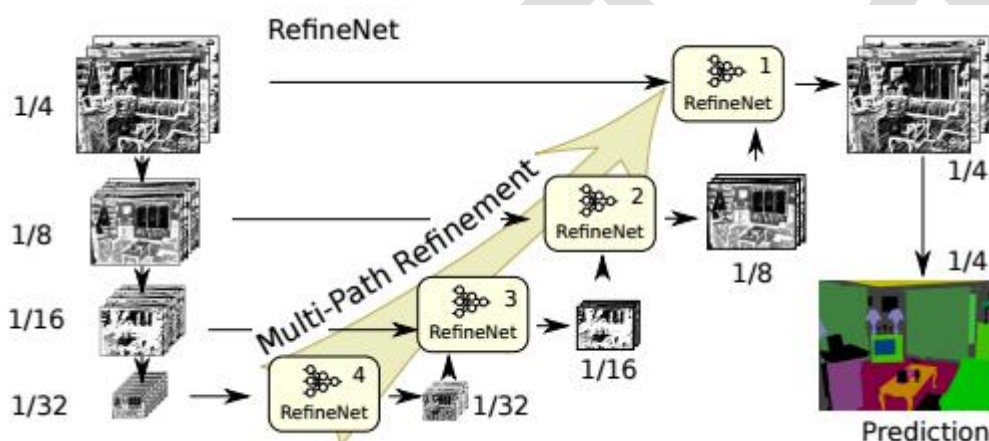 RefineNet
1/4
1
RefineNet
1/4
1/8
2
RefineNet
1/8
1/4
Multi-Path Refinement
1/16
3
RefineNet
1/16
1/32
4
RefineNet
1/32
Prediction